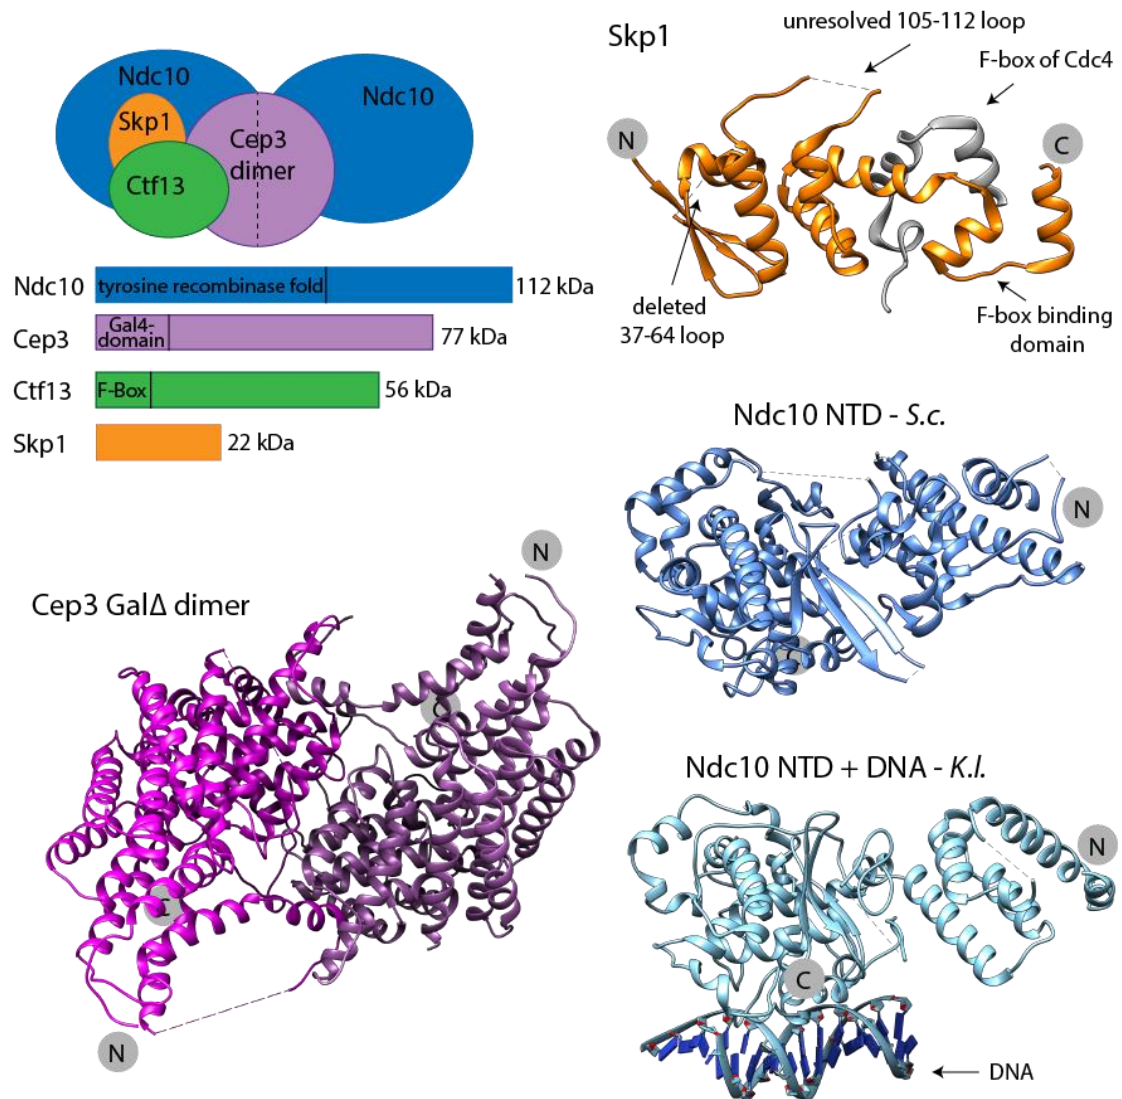 Ndc10
Skp1
Ctf13
Cep3
dimer
Ndc10
Ndc10 tyrosine recombinase fold 112 kDa
Cep3 Gal4-
domain 77 kDa
Ctf13 F-Box 56 kDa
Skp1 22 kDa
Skp1
unresolved 105-112 loop
F-box of Cdc4
N
C
deleted
37-64 loop
F-box binding
domain
Ndc10 NTD - S.c.
N
C
Cep3 GalΔ dimer
N
C
C
N
Ndc10 NTD + DNA - K.l.
N
C
DNA